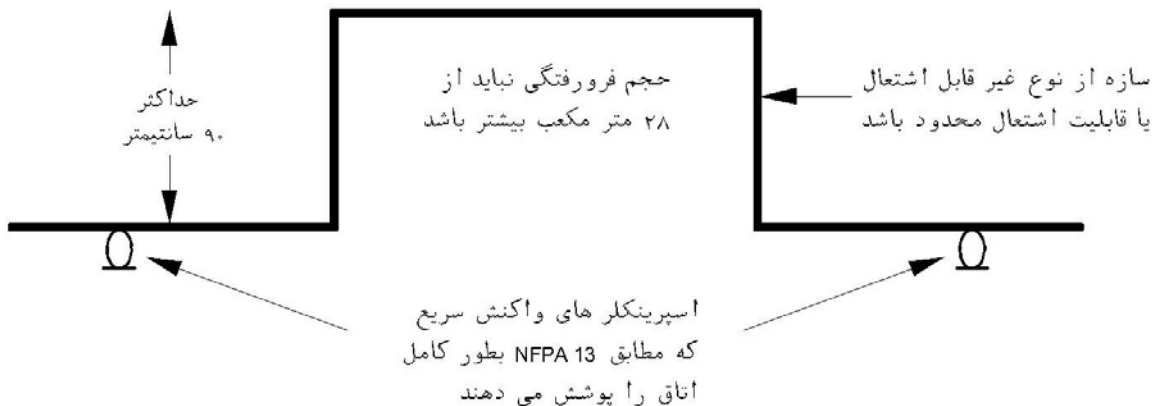 حداکثر
۹۰ سانتیمتر
حجم فرورفتگی نباید از
۲۸ متر مکعب بیشتر باشد
سازه از نوع غیر قابل اشتعال
یا قابلیت اشتعال محدود باشد
اسپرینکلر های واکنش سریع
که مطابق NFPA 13 بطور کامل
اتاق را پوشش می دهند